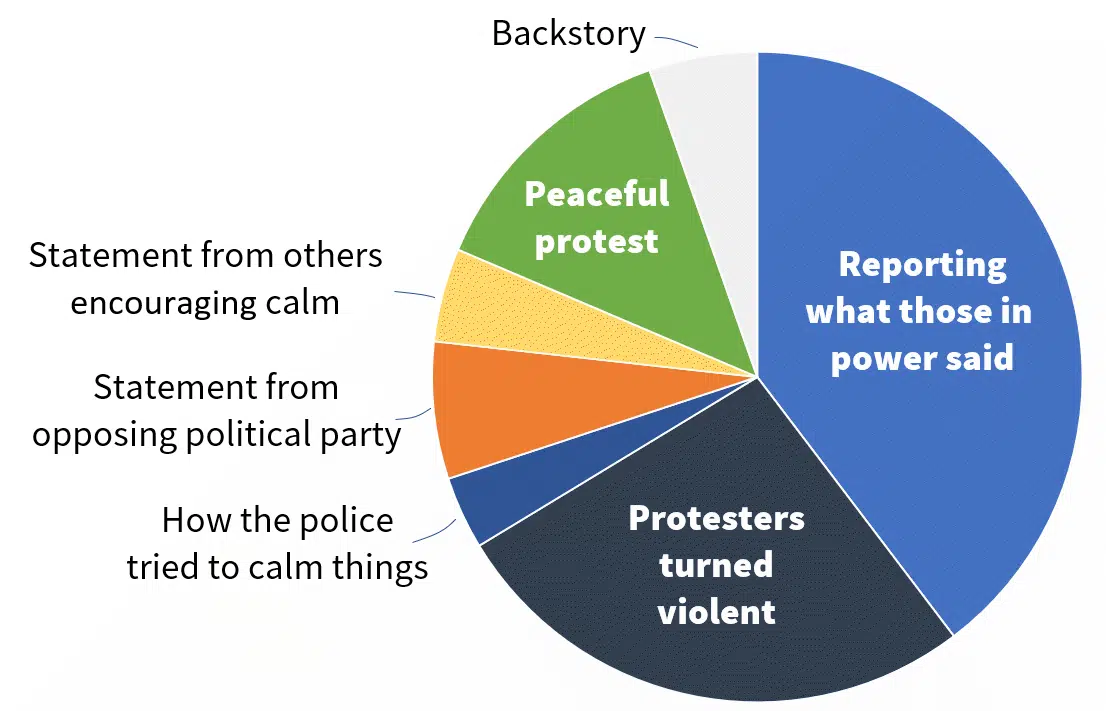 Backstory
Peaceful
protest
Statement from others
encouraging calm
Reporting
what those in
power said
Statement from
opposing political party
How the police
tried to calm things
Protesters
turned
violent